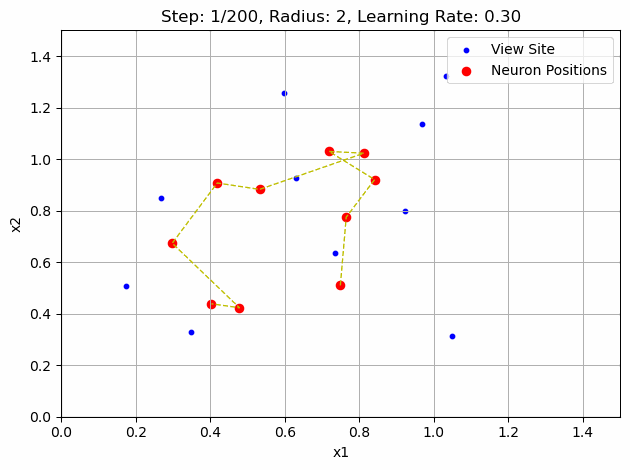 Step: 1/200, Radius: 2, Learning Rate: 0.30
View Site
Neuron Positions
x2
1.4
1.2
1.0
0.8
0.6
0.4
0.2
0.0
0.0 0.2 0.4 0.6 0.8 1.0 1.2 1.4
x1